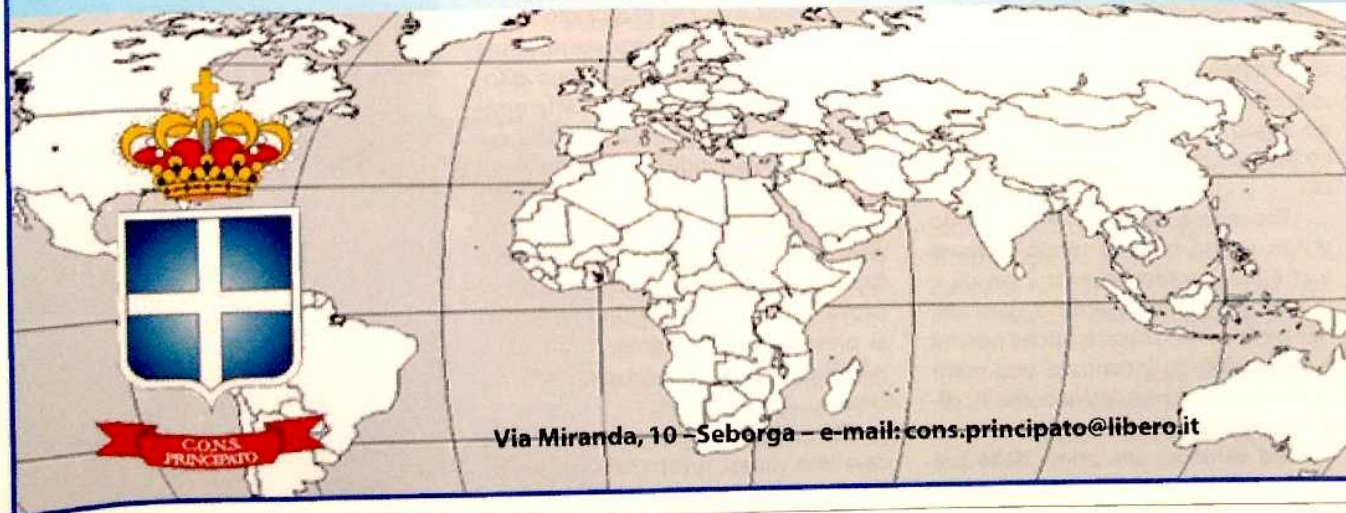 C.O.N.S.
PRINCIPATO
Via Miranda, 10 – Seborga – e-mail: cons.principato@libero.it